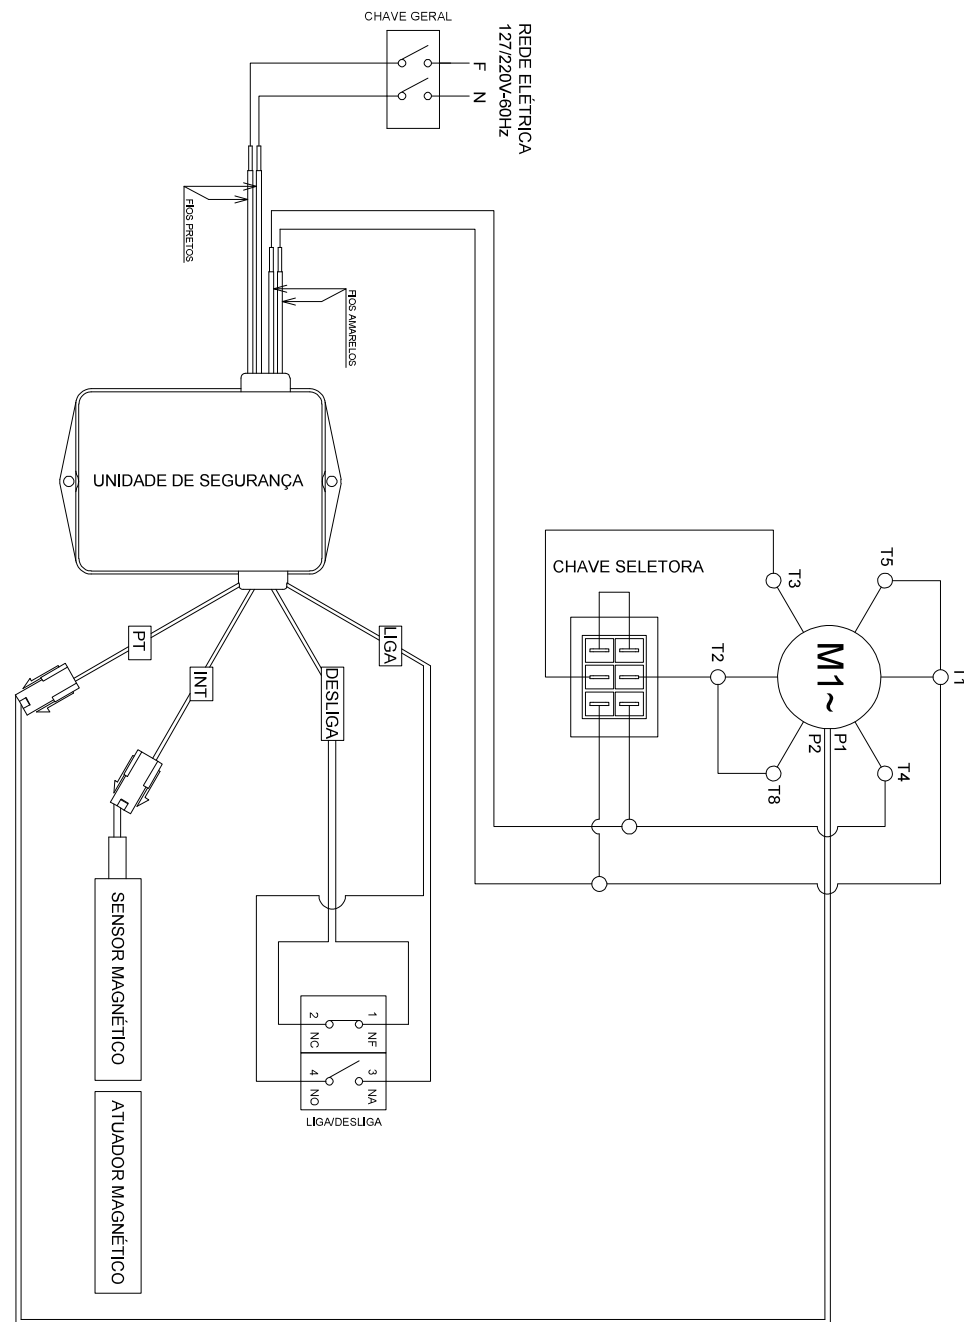 CHAVE GERAL
REDE ELÉTRICA
127/220V-60Hz
F
N
FIOS PRETOS
FIOS AMARELOS
UNIDADE DE SEGURANÇA
CHAVE SELETORA
T3
T5
T2
T1
M1~
P2
P1
T8
T4
PT
INT
DESLIGA
LIGA
SENSOR MAGNÉTICO
ATUADOR MAGNÉTICO
2
1
NC
NF
4
3
NO
NA
LIGA/DESLIGA